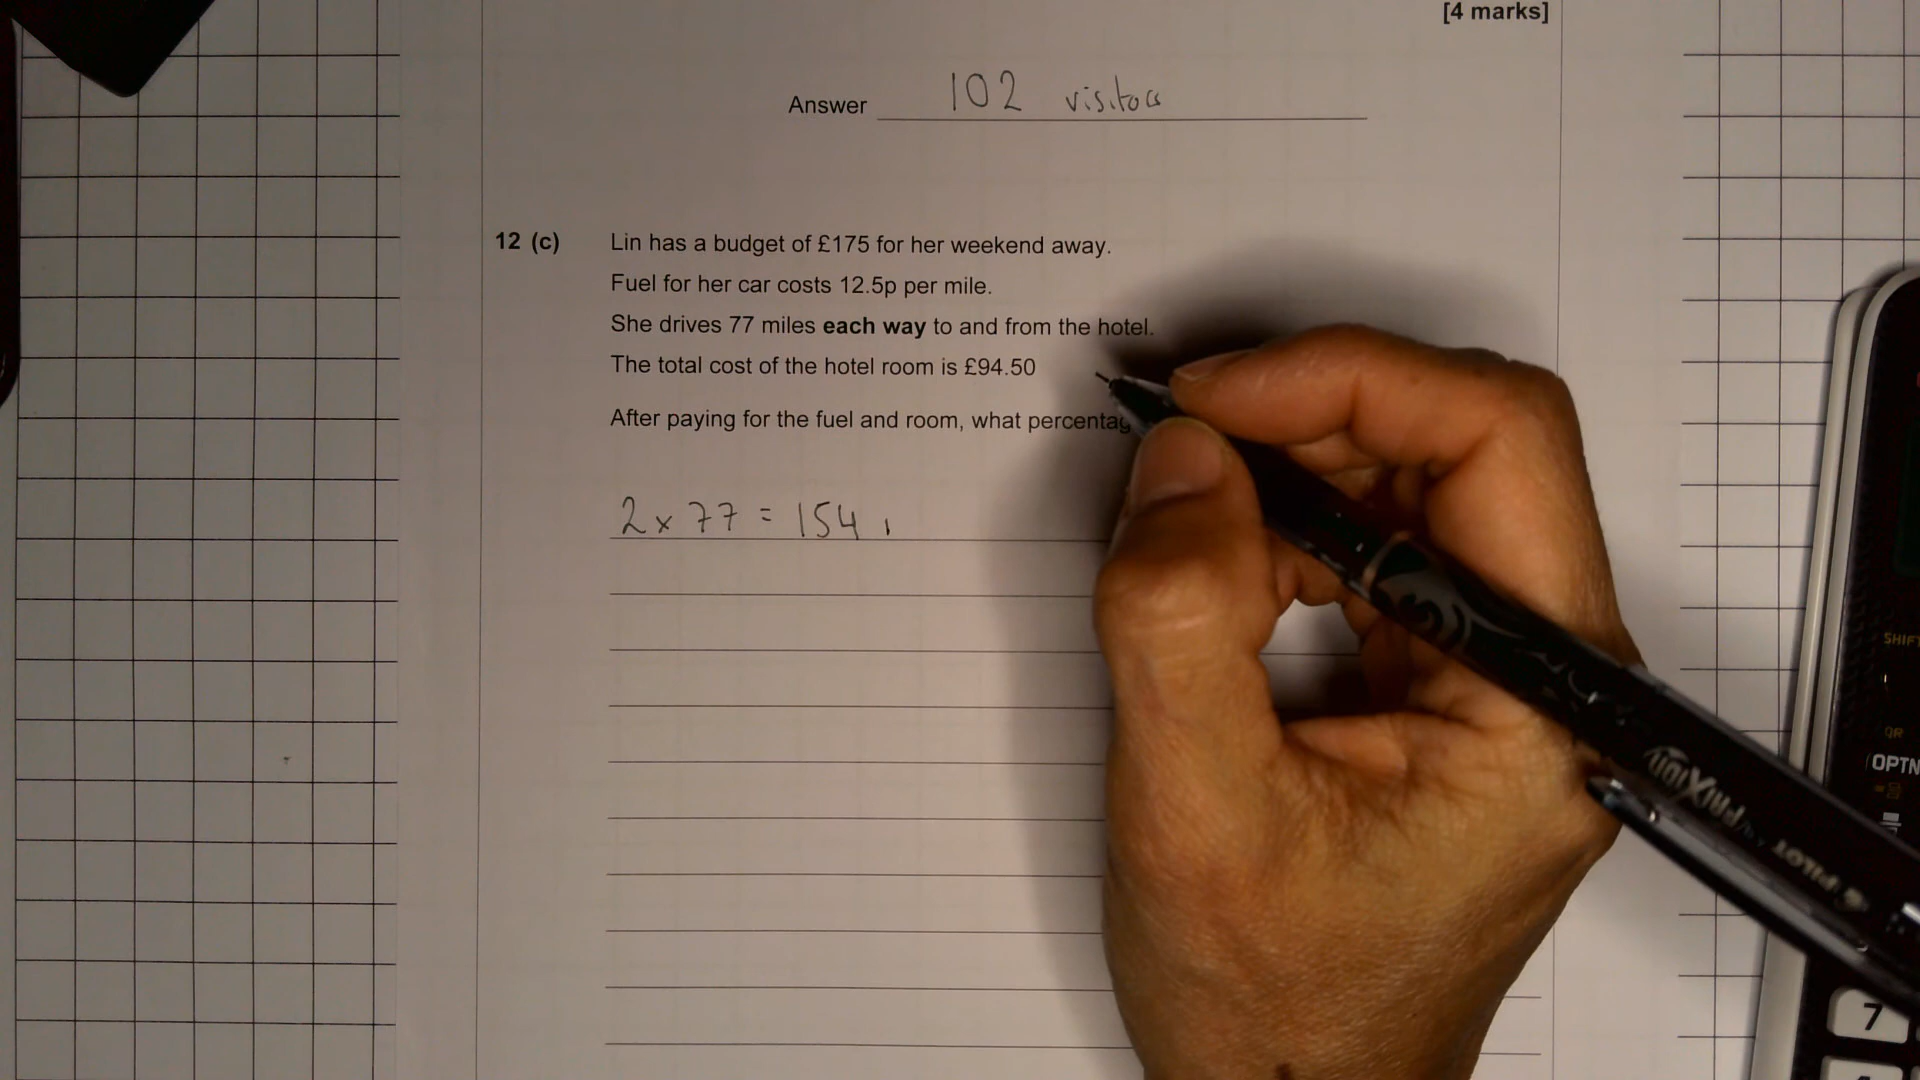 [4 marks]
Answer 102 visitors
12 (c) Lin has a budget of £175 for her weekend away.
Fuel for her car costs 12.5p per mile.
She drives 77 miles each way to and from the hotel.
The total cost of the hotel room is £94.50
After paying for the fuel and room, what
2 x 77 = 154
SHIFT
QR
OPTN
PILOT FRIXION
7